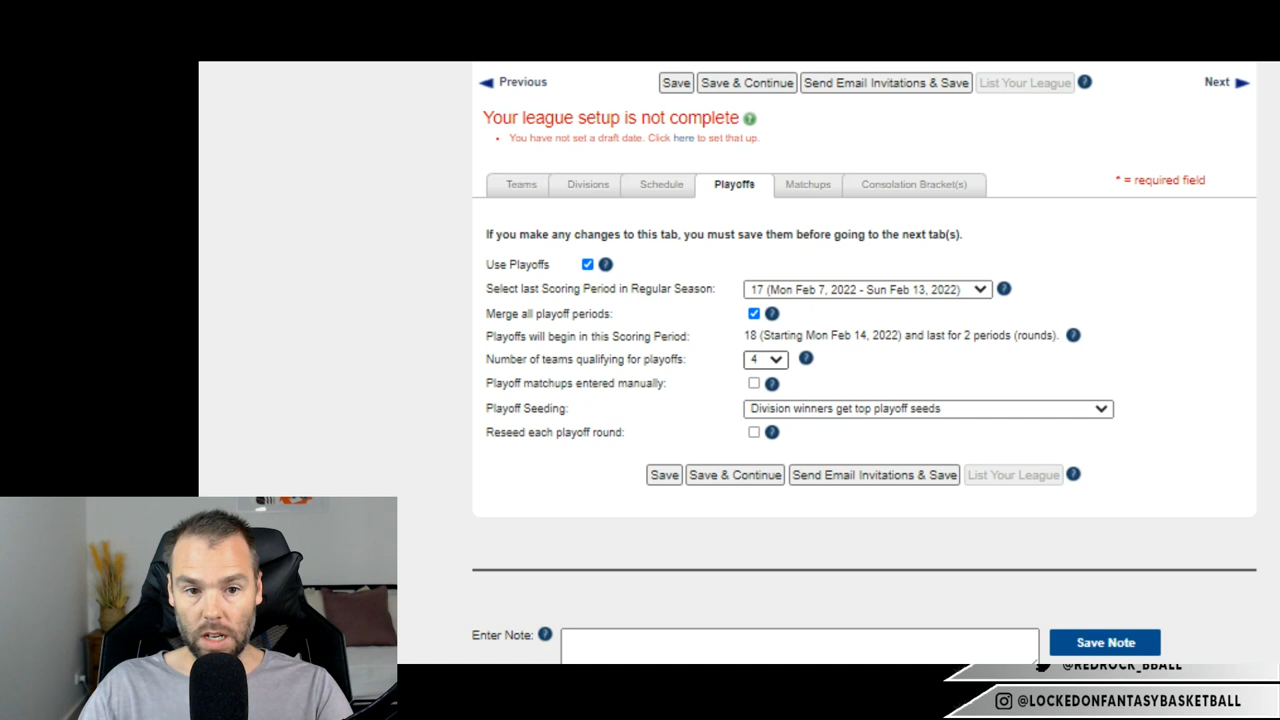 Previous
Save
Save & Continue
Send Email Invitations & Save
List Your League
Next
Your league setup is not complete
You have not set a draft date. Click here to set that up.
Teams
Divisions
Schedule
Playoffs
Matchups
Consolation Bracket(s)
* = required field
If you make any changes to this tab, you must save them before going to the next tab(s).
Use Playoffs
Select last Scoring Period in Regular Season: 17 (Mon Feb 7, 2022 - Sun Feb 13, 2022)
Merge all playoff periods:
Playoffs will begin in this Scoring Period: 18 (Starting Mon Feb 14, 2022) and last for 2 periods (rounds).
Number of teams qualifying for playoffs: 4
Playoff matchups entered manually:
Playoff Seeding: Division winners get top playoff seeds
Reseed each playoff round:
Save
Save & Continue
Send Email Invitations & Save
List Your League
Enter Note:
Save Note
@REDROCK_BBALL
@LOCKEDONFANTASYBASKETBALL